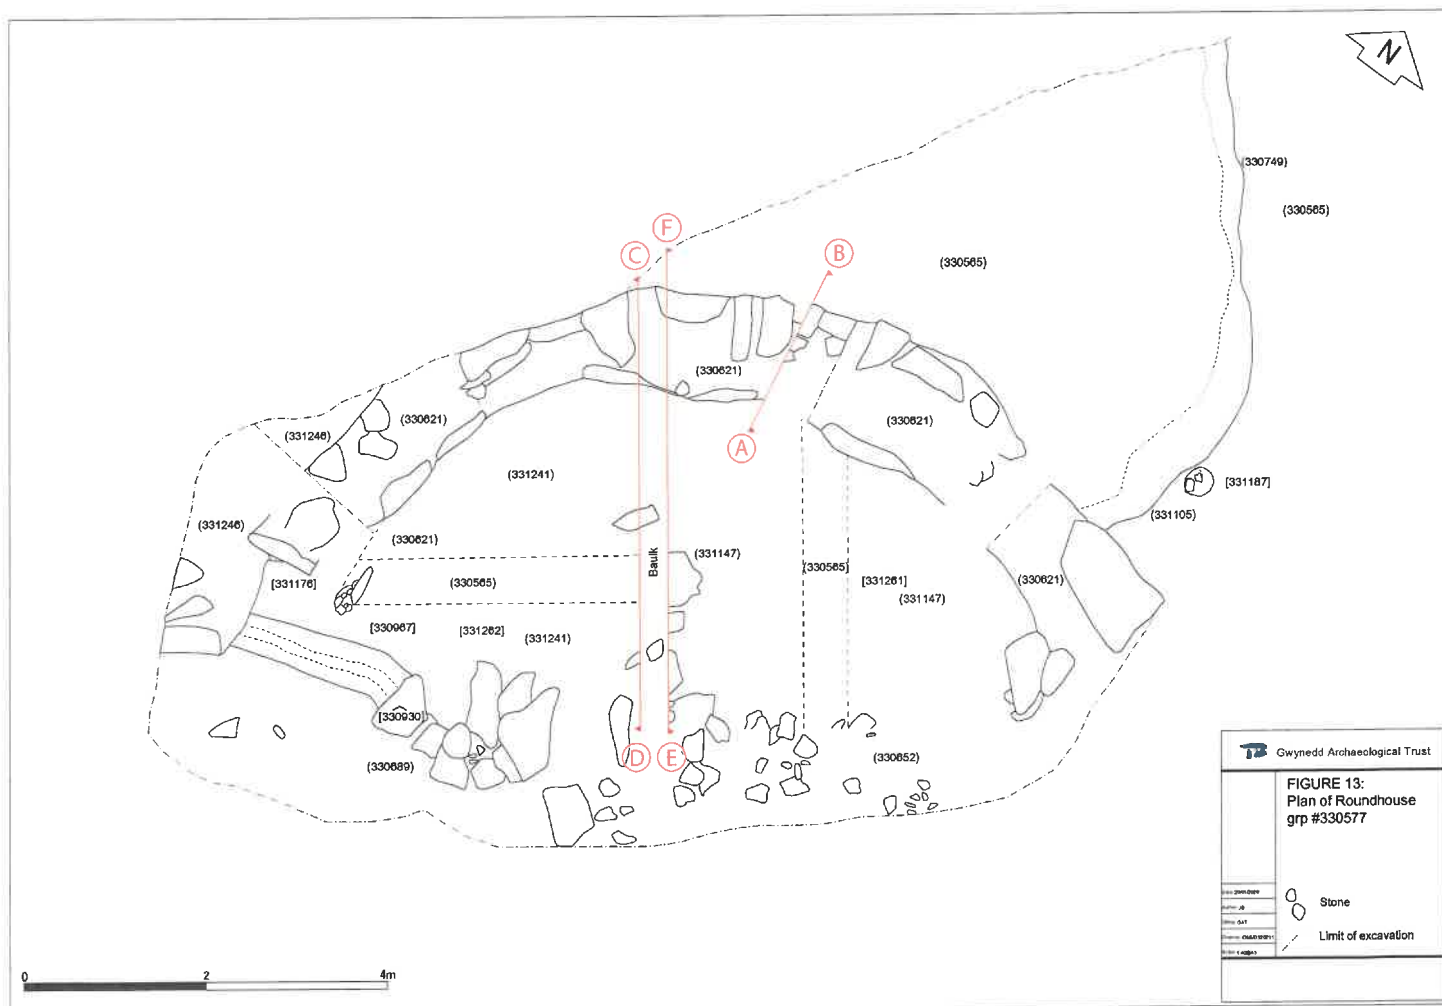 N
(330749)
(330565)
F
C
B
(330565)
(330621)
(330621)
(331246)
(330621)
A
(331241)
[331187]
(331105)
(331246)
(330621)
Baulk
(331147)
[331176]
(330565)
(330565)
[331261]
(330621)
(331147)
[330967]
[331262]
(331241)
[330930]
D
E
(330689)
(330652)
Gwynedd Archaeological Trust
FIGURE 13:
Plan of Roundhouse
grp #330577
Stone
Limit of excavation
0 2 4m